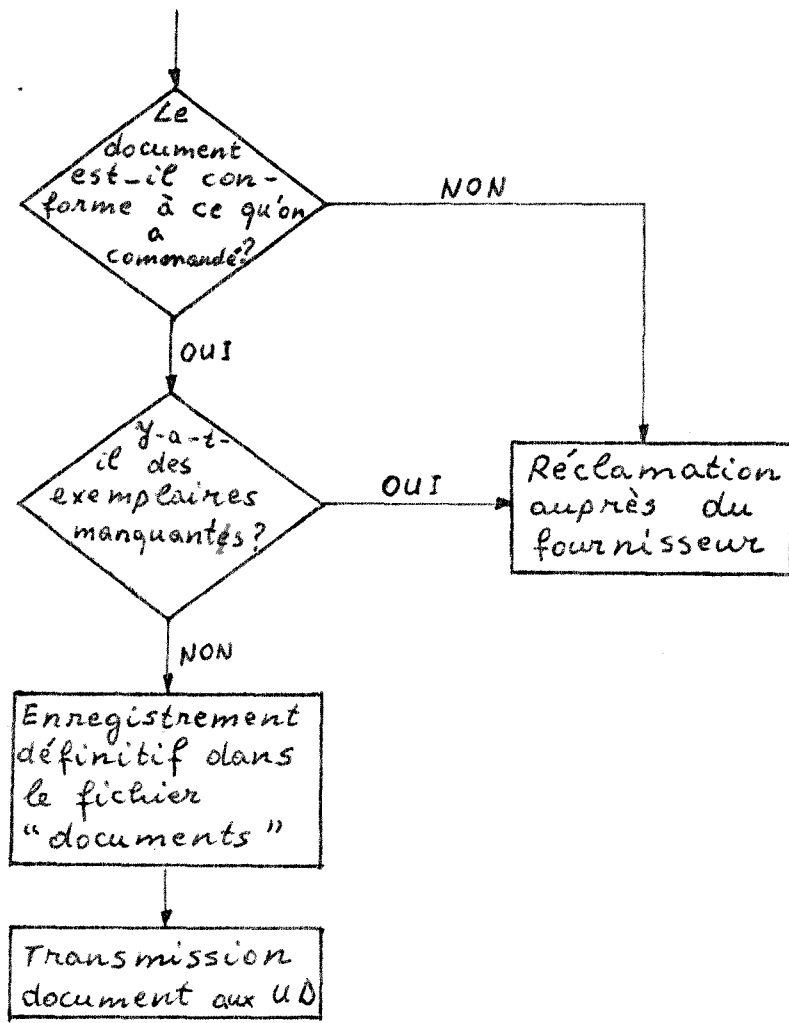 Le
document
est-il con-
forme à ce qu'on
a
commandé?
NON
OUI
Y-a-t-
il des
exemplaires
manquantes?
OUI
Réclamation
auprès du
fournisseur
NON
Enregistrement
définitif dans
le fichier
"documents"
Transmission
document aux UD